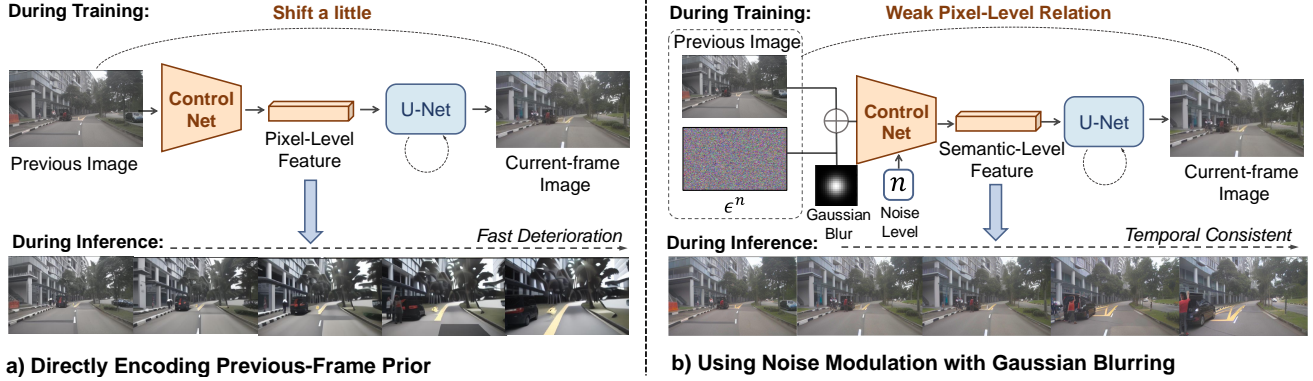 During Training:
Shift a little
Previous Image
Control
Net
Pixel-Level
Feature
U-Net
Current-frame
Image
During Inference:
Fast Deterioration
a) Directly Encoding Previous-Frame Prior
During Training:
Weak Pixel-Level Relation
Previous Image
ϵⁿ
Gaussian
Blur
Control
Net
n
Noise
Level
Semantic-Level
Feature
U-Net
Current-frame
Image
During Inference:
Temporal Consistent
b) Using Noise Modulation with Gaussian Blurring